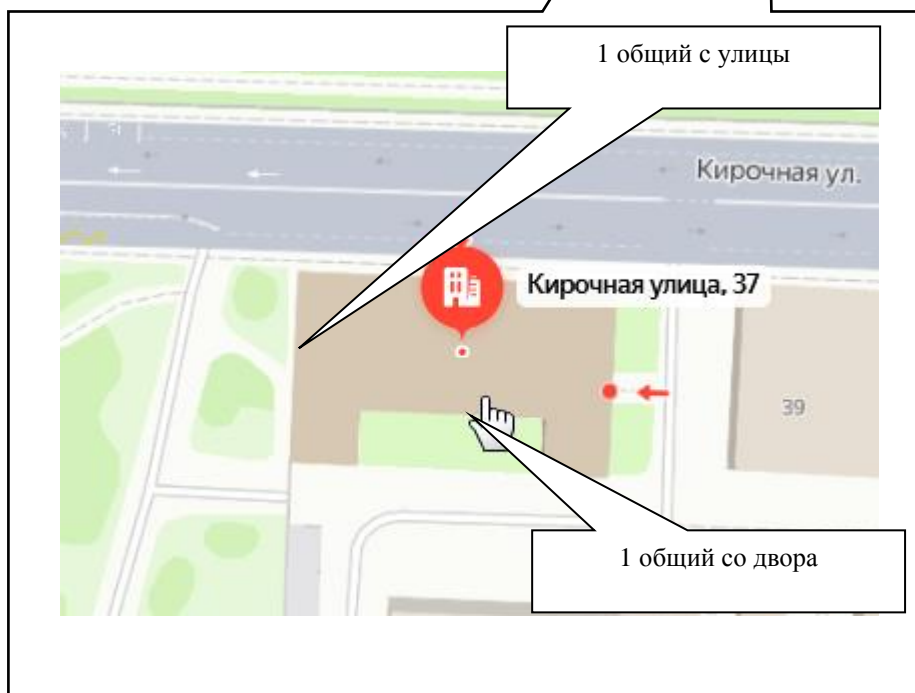 1 общий с улицы
Кирочная ул.
Кирочная улица, 37
39
1 общий со двора